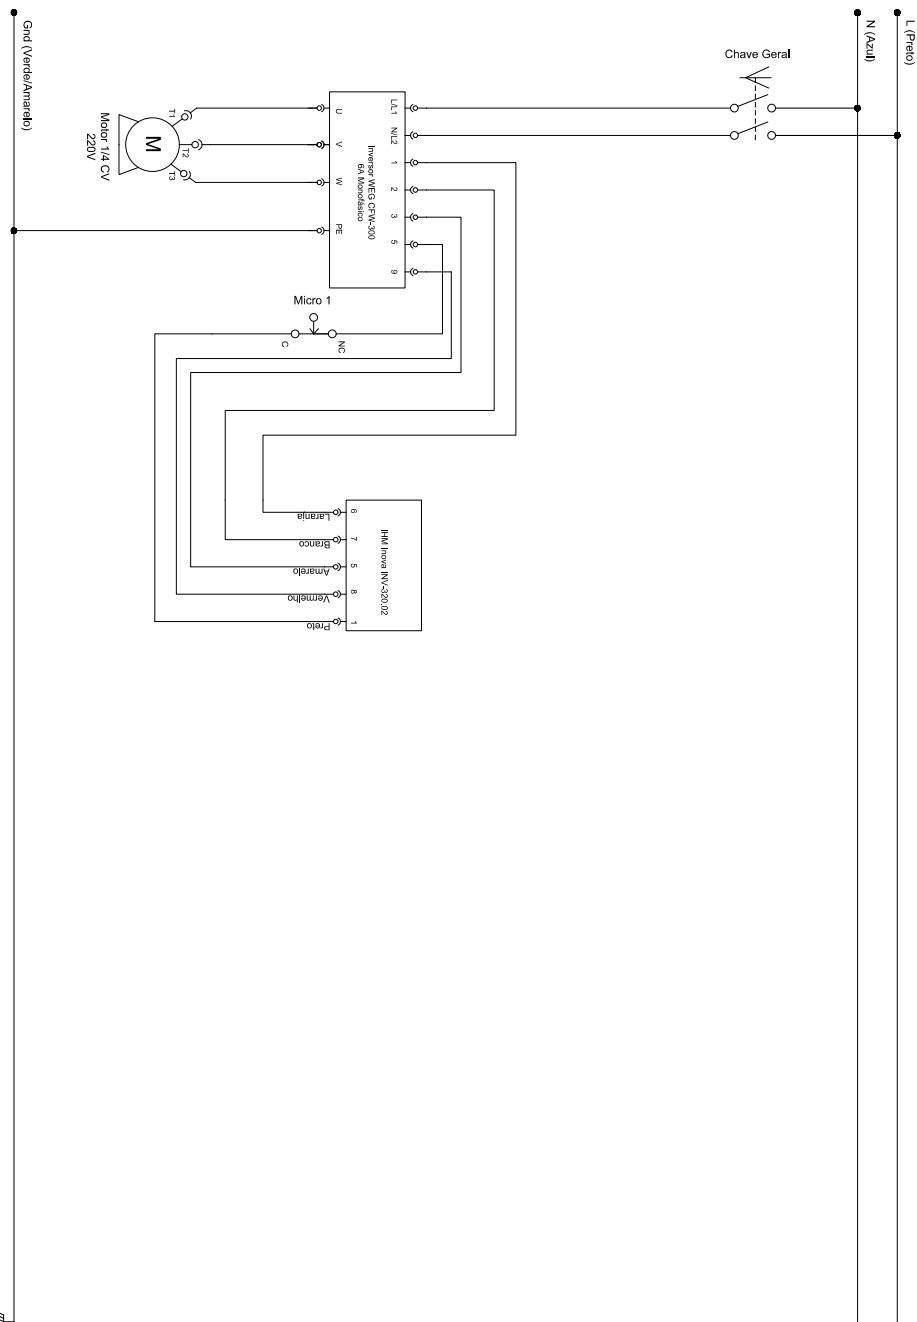 L (Preto)
N (Azul)
Gnd (Verde/Amarelo)
Chave Geral
L/L1
N/L2
1
2
3
5
9
Inversor WEG CFW-300
6A Monofásico
U
V
W
PE
T1
T2
T3
M
Motor 1/4 CV
220V
Micro 1
C
NC
6
7
5
8
1
IHM Inova INV-320.02
Laranja
Branco
Amarelo
Vermelho
Preto